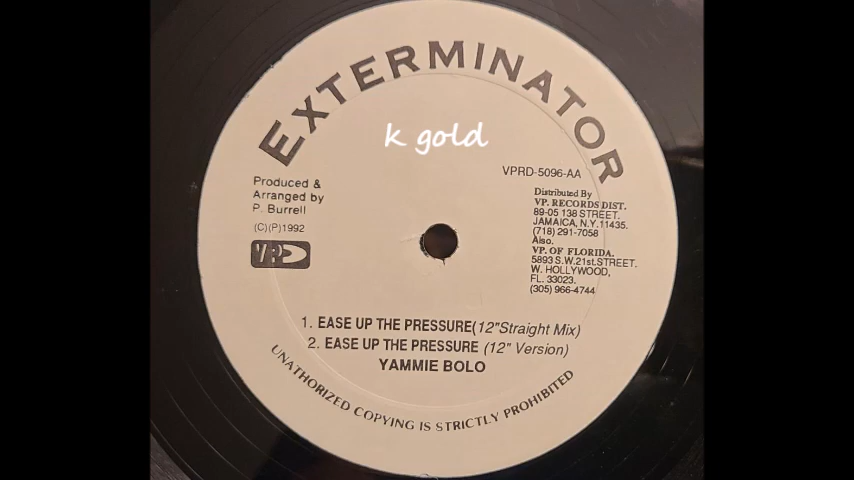 EXTERMINATOR
k gold
VPRD-5096-AA
Produced &
Arranged by
P. Burrell
(C)(P)1992
VP
Distributed By
VP. RECORDS DIST.
89-05 138 STREET.
JAMAICA, N.Y.11435.
(718) 291-7058
Also.
VP. OF FLORIDA.
5893 S.W.21st.STREET.
W. HOLLYWOOD,
FL. 33023.
(305) 966-4744
1. EASE UP THE PRESSURE(12"Straight Mix)
2. EASE UP THE PRESSURE (12" Version)
YAMMIE BOLO
UNATHORIZED COPYING IS STRICTLY PROHIBITED